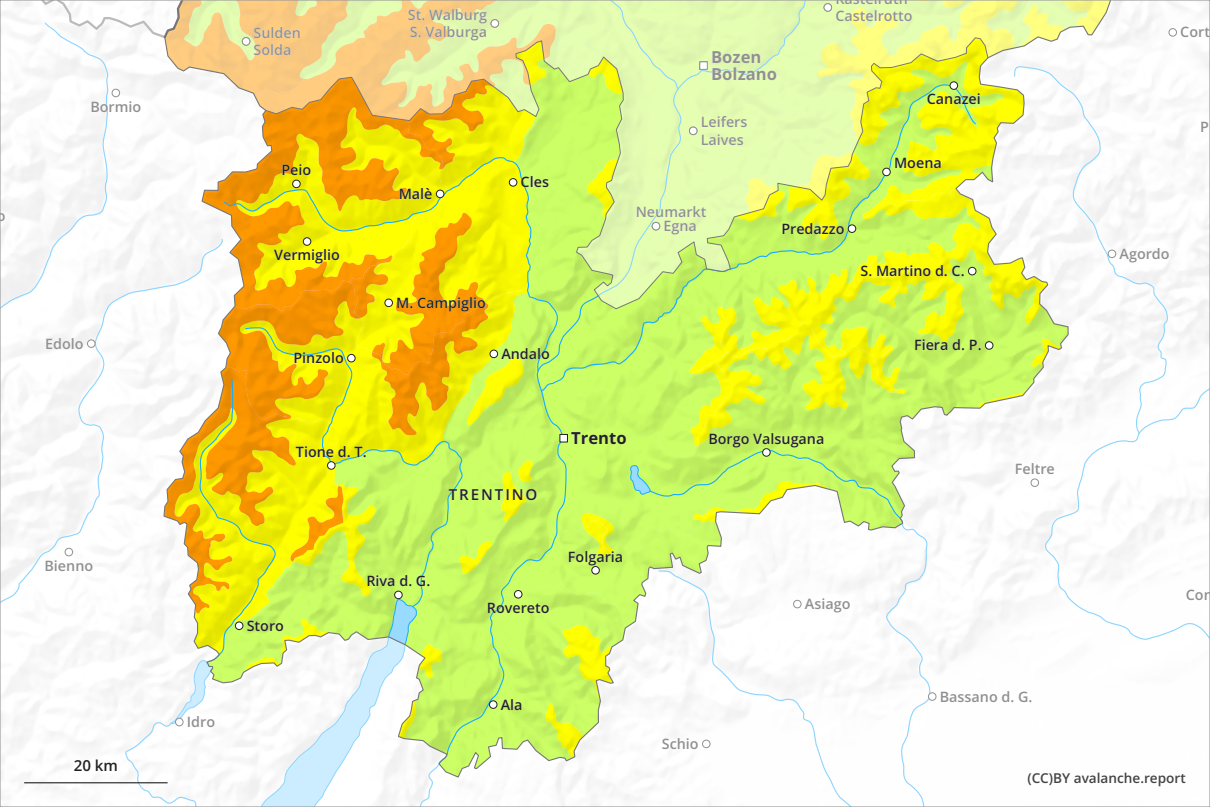 Kastelruth
Castelrotto
St. Walburg
S. Valburga
Sulden
Solda
Cort
Bozen
Bolzano
Bormio
Canazei
Leifers
Laives
P
Moena
Peio
Malè
Cles
Neumarkt
Egna
Predazzo
Vermiglio
Agordo
S. Martino d. C.
M. Campiglio
Edolo
Pinzolo
Andalo
Fiera d. P.
Trento
Borgo Valsugana
Tione d. T.
Feltre
TRENTINO
Bienno
Folgaria
Riva d. G.
Rovereto
Asiago
Cor
Storo
Bassano d. G.
Idro
Ala
Schio
20 km
(CC)BY avalanche.report